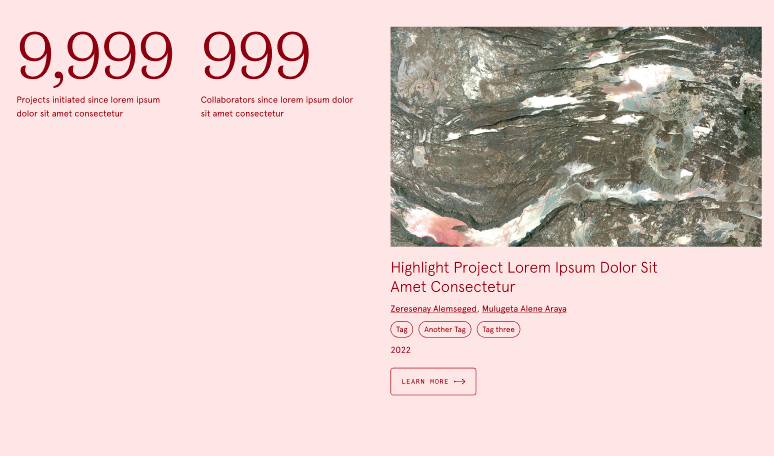 9,999
Projects initiated since lorem ipsum
dolor sit amet consectetur
999
Collaborators since lorem ipsum dolor
sit amet consectetur
Highlight Project Lorem Ipsum Dolor Sit
Amet Consectetur
Zeresenay Alemseged, Mulugeta Alene Araya
Tag Another Tag Tag three
2022
LEARN MORE